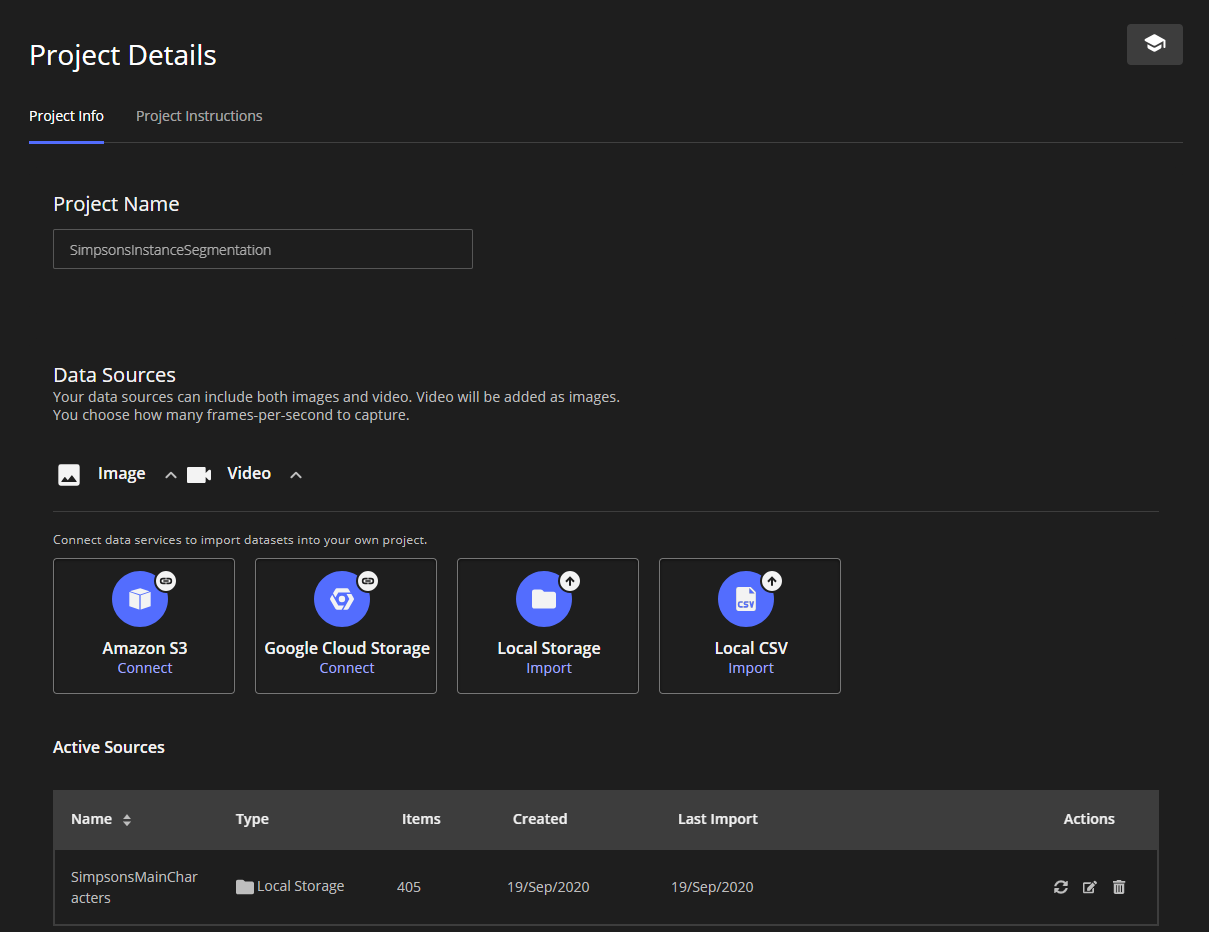 Project Details
Project Info Project Instructions
Project Name
SimpsonsInstanceSegmentation
Data Sources
Your data sources can include both images and video. Video will be added as images.
You choose how many frames-per-second to capture.
Image Video
Connect data services to import datasets into your own project.
Amazon S3 Google Cloud Storage Local Storage CSV Local CSV
Connect Connect Import Import
Active Sources
Name Type Items Created Last Import Actions
SimpsonsMainChar
acters Local Storage 405 19/Sep/2020 19/Sep/2020